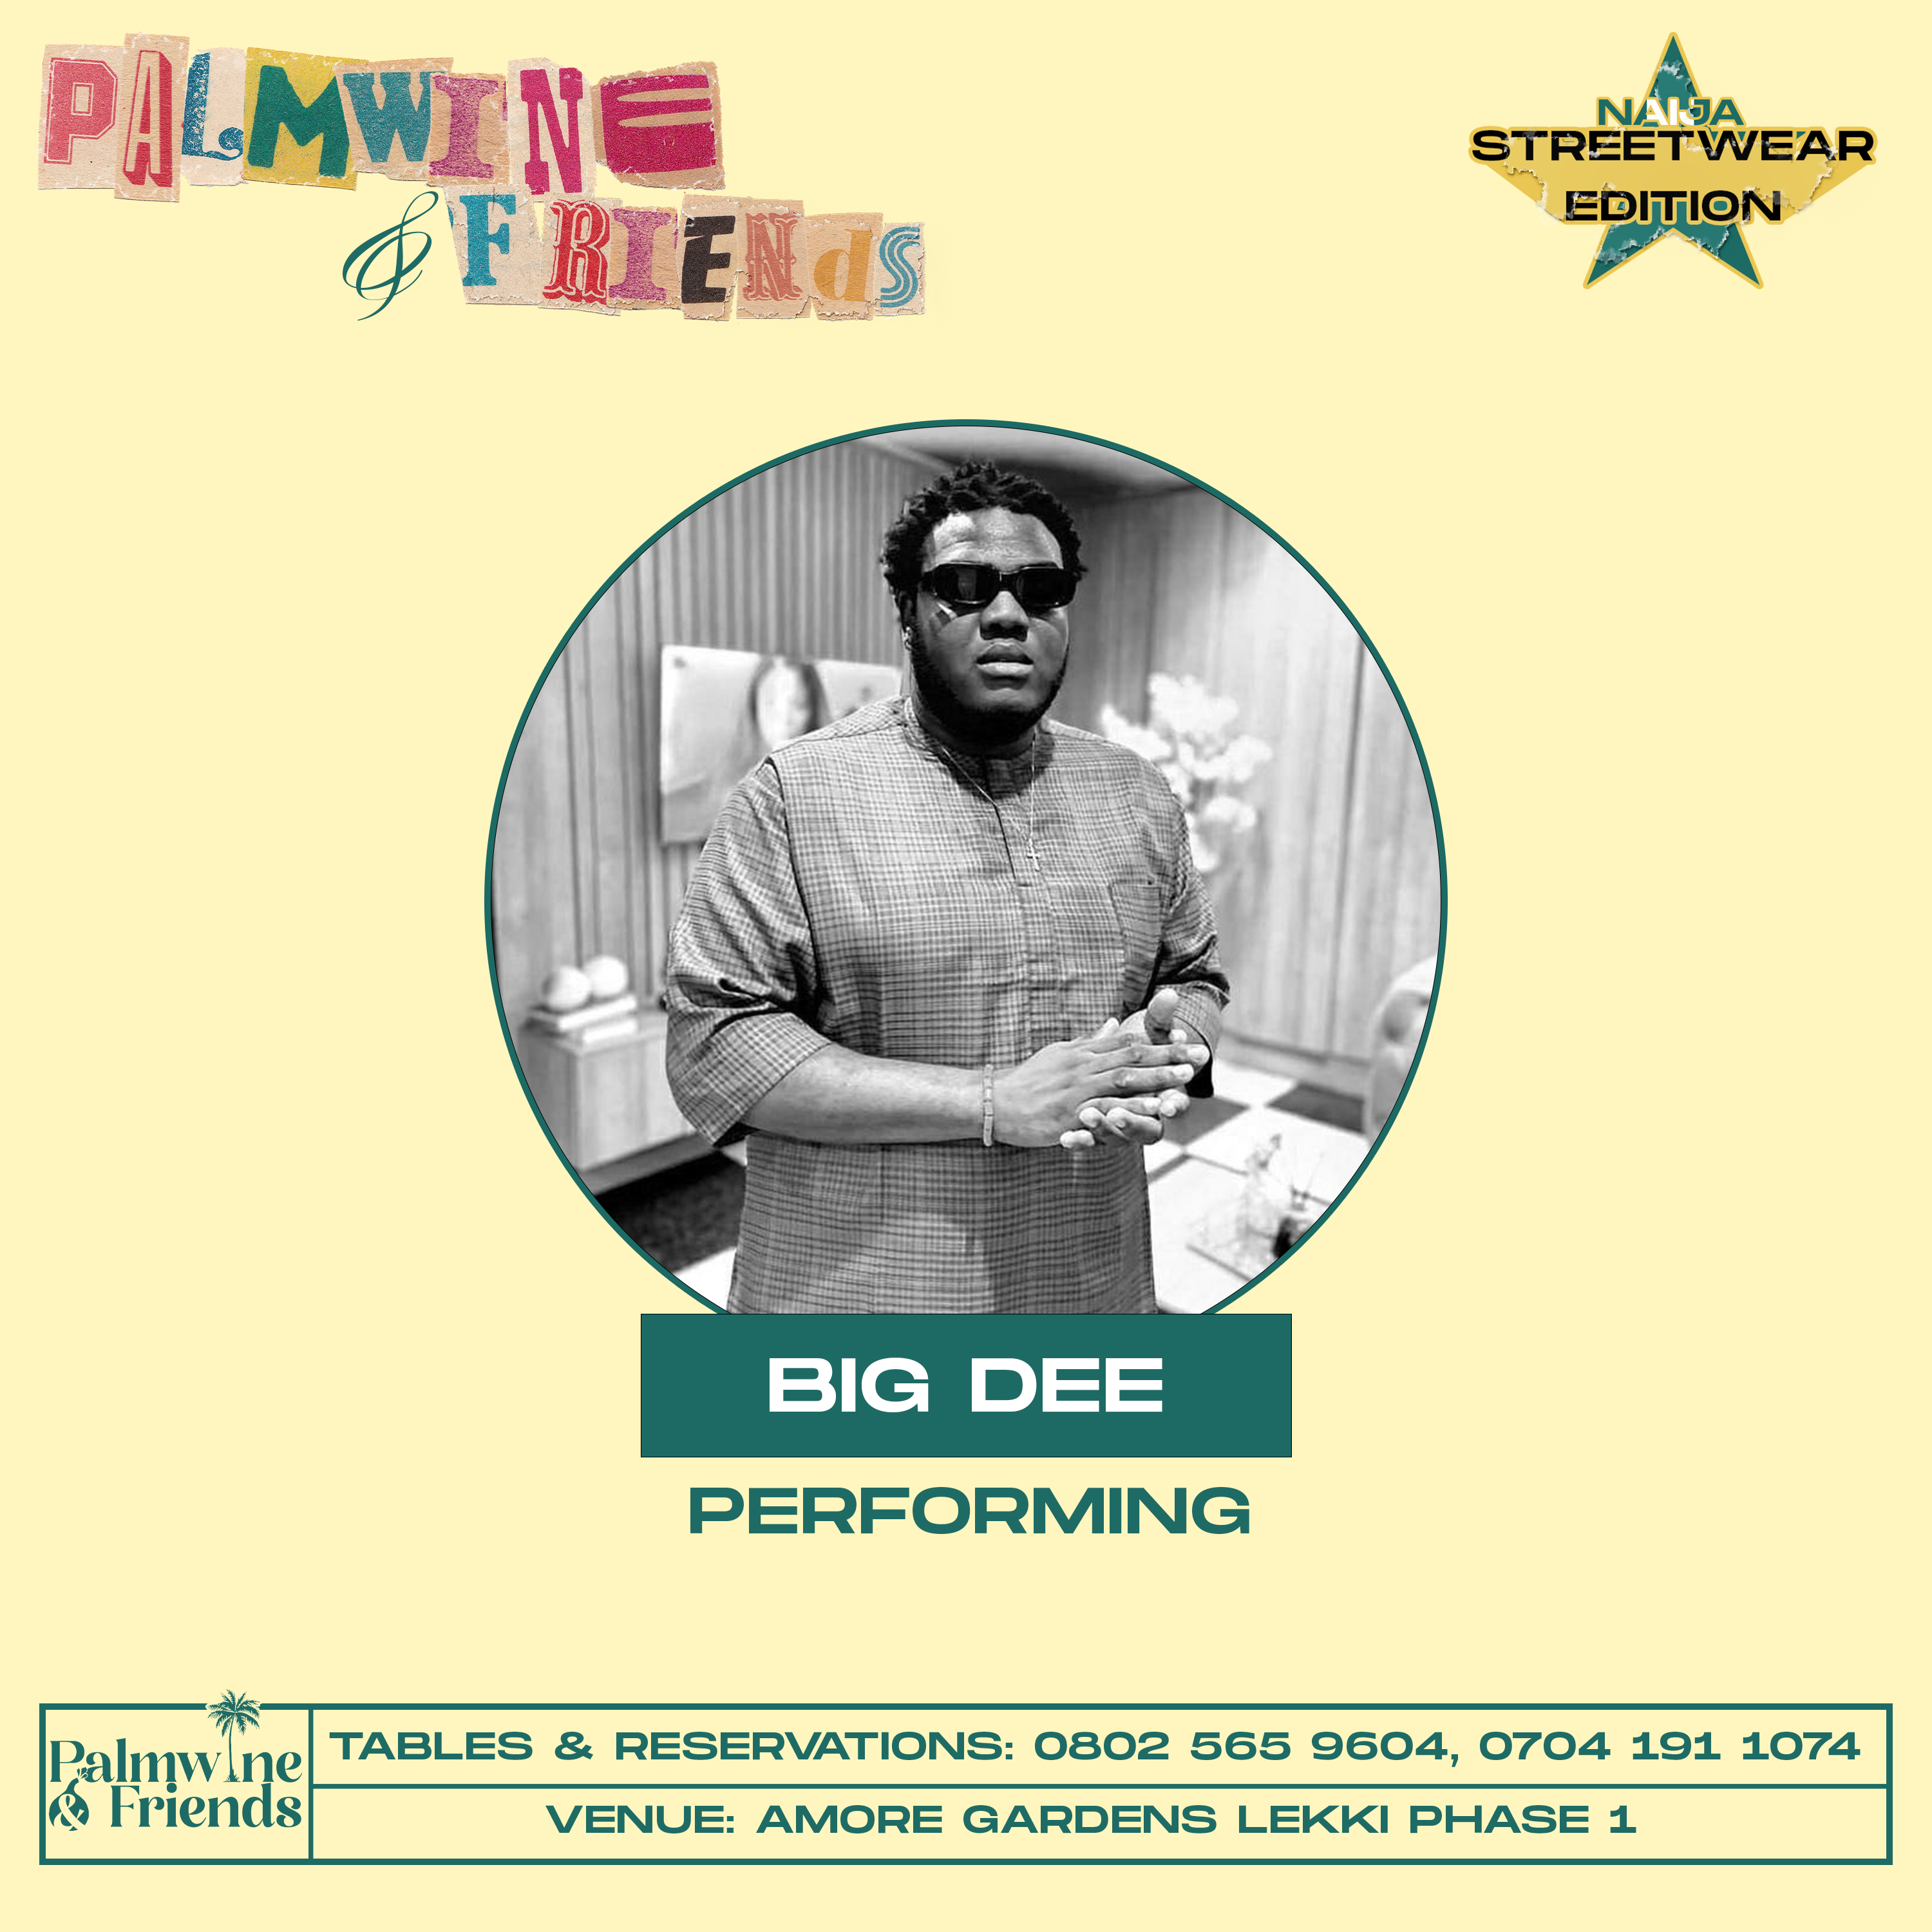 PALMWINE
& FRIENds
NAIJA
STREETWEAR
EDITION
BIG DEE
PERFORMING
Palmwine
& Friends
TABLES & RESERVATIONS: 0802 565 9604, 0704 191 1074
VENUE: AMORE GARDENS LEKKI PHASE 1